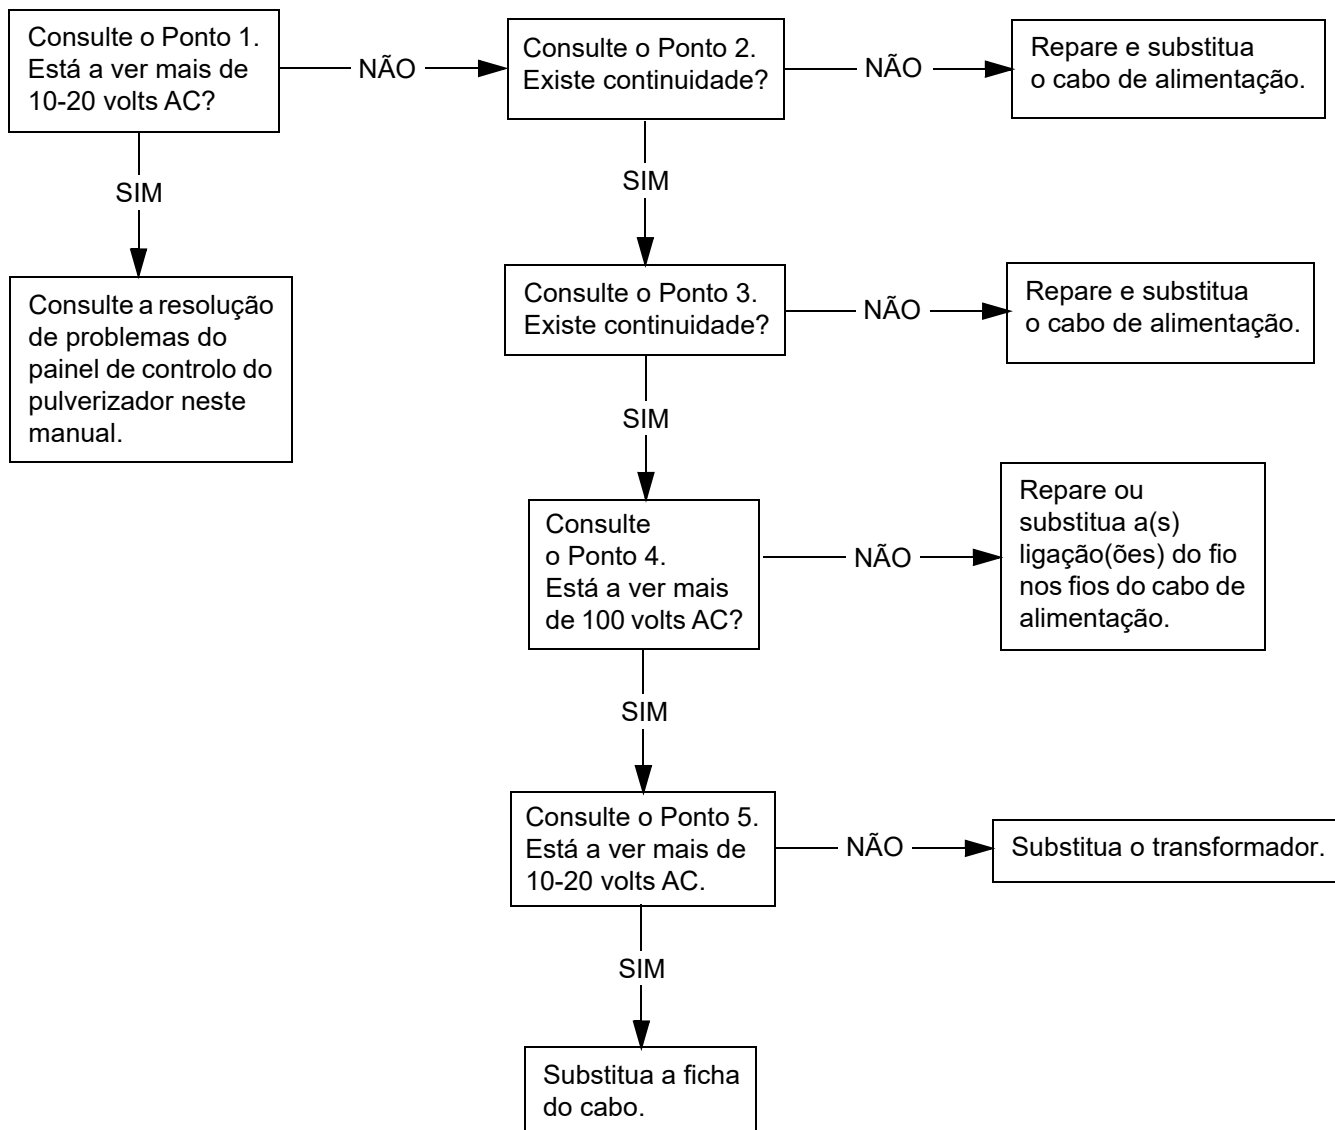 Consulte o Ponto 1.
Está a ver mais de
10-20 volts AC?
NÃO
Consulte o Ponto 2.
Existe continuidade?
NÃO
Repare e substitua
o cabo de alimentação.
SIM
SIM
Consulte a resolução
de problemas do
painel de controlo do
pulverizador neste
manual.
Consulte o Ponto 3.
Existe continuidade?
NÃO
Repare e substitua
o cabo de alimentação.
SIM
Consulte
o Ponto 4.
Está a ver mais
de 100 volts AC?
NÃO
Repare ou
substitua a(s)
ligação(ões) do fio
nos fios do cabo de
alimentação.
SIM
Consulte o Ponto 5.
Está a ver mais de
10-20 volts AC.
NÃO
Substitua o transformador.
SIM
Substitua a ficha
do cabo.